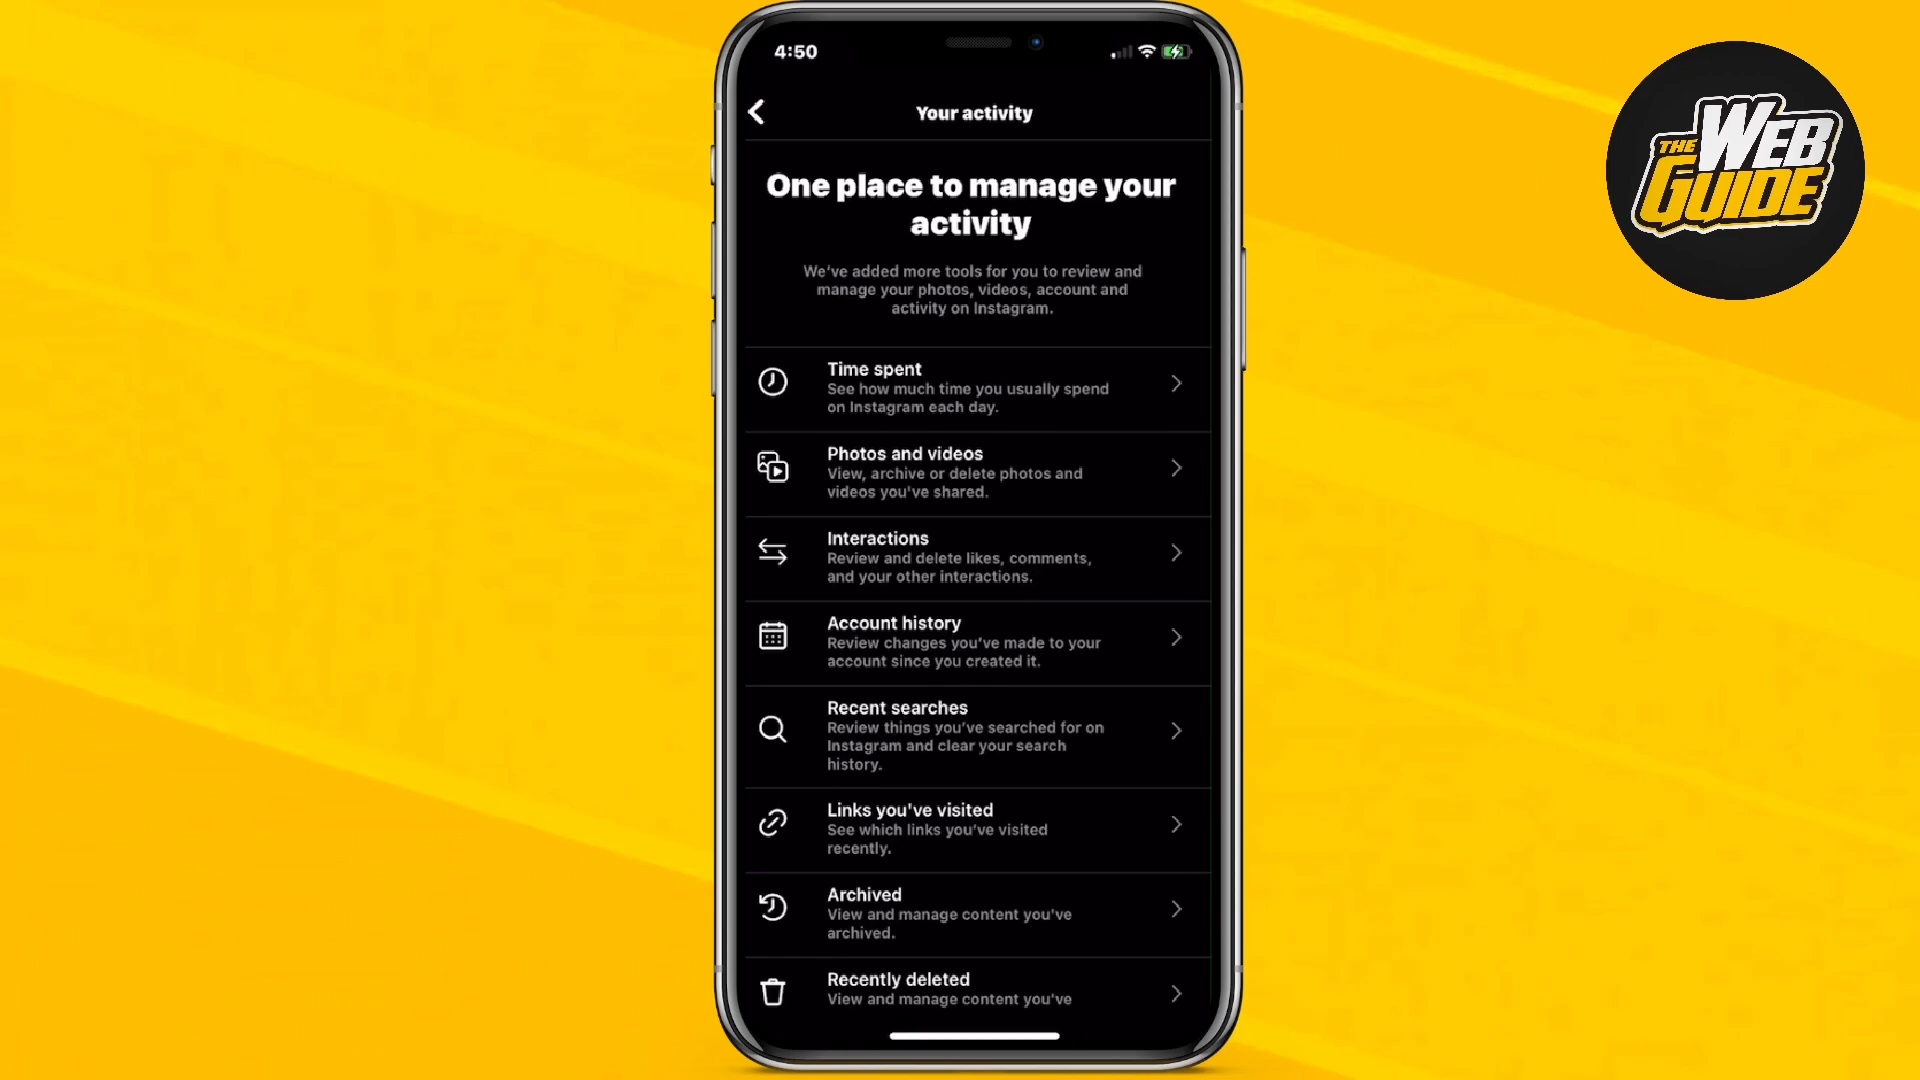 4:50
Your activity
One place to manage your
activity
We've added more tools for you to review and
manage your photos, videos, account and
activity on Instagram.
Time spent
See how much time you usually spend
on Instagram each day.
Photos and videos
View, archive or delete photos and
videos you've shared.
Interactions
Review and delete likes, comments,
and your other interactions.
Account history
Review changes you've made to your
account since you created it.
Recent searches
Review things you've searched for on
Instagram and clear your search
history.
Links you've visited
See which links you've visited
recently.
Archived
View and manage content you've
archived.
Recently deleted
View and manage content you've
THE WEB
GUIDE